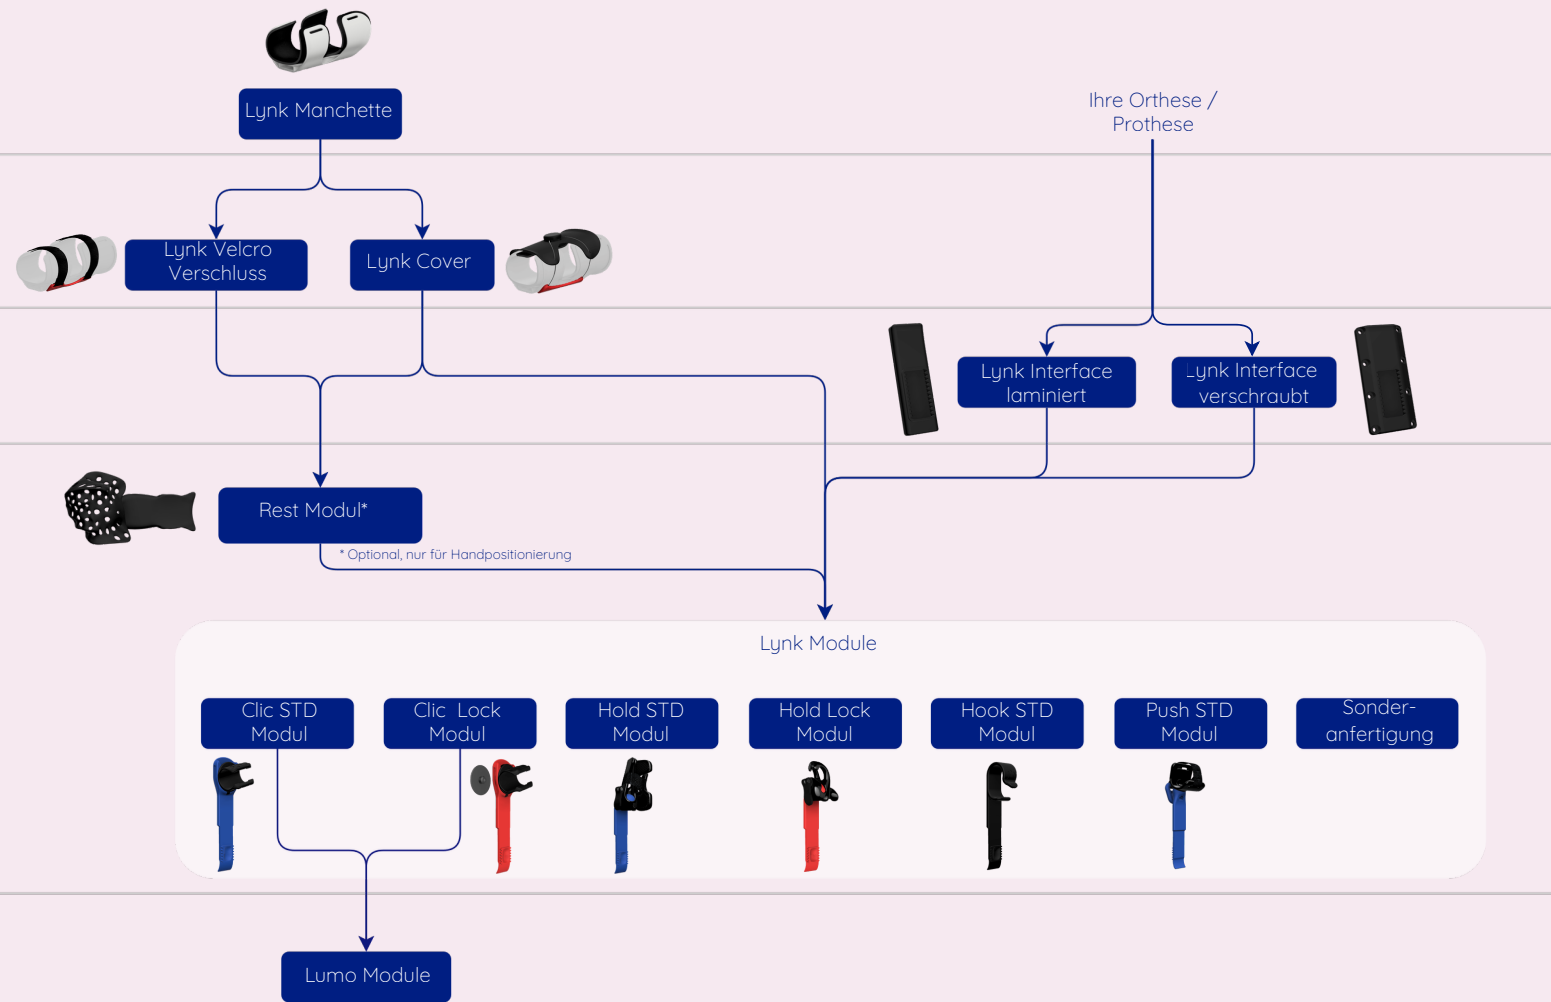 Lynk Manchette
Ihre Orthese /
Prothese
Lynk Velcro
Verschluss
Lynk Cover
Lynk Interface
laminiert
Lynk Interface
verschraubt
Rest Modul*
* Optional, nur für Handpositionierung
Lynk Module
Clic STD
Modul
Clic Lock
Modul
Hold STD
Modul
Hold Lock
Modul
Hook STD
Modul
Push STD
Modul
Sonder-
anfertigung
Lumo Module